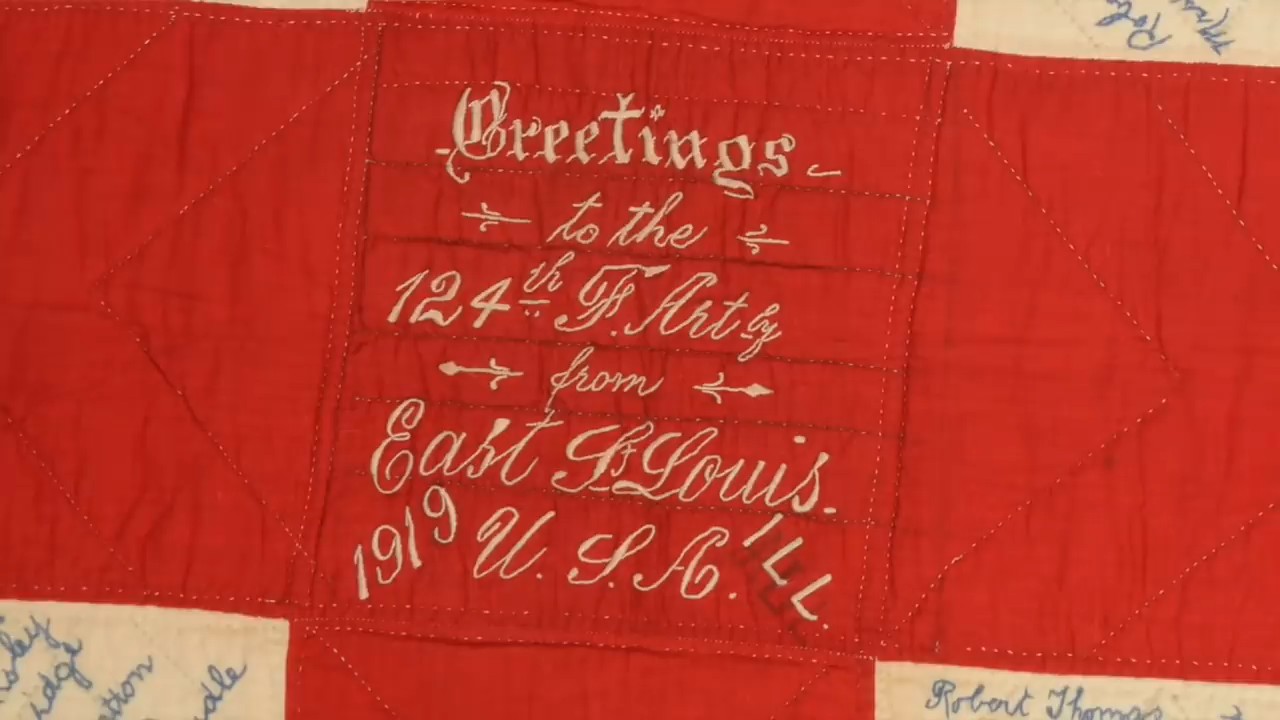 Greetings
to the
124th F. Art'y
from
East St Louis.
1919 U. S. A. ILL.
Robert Thomas